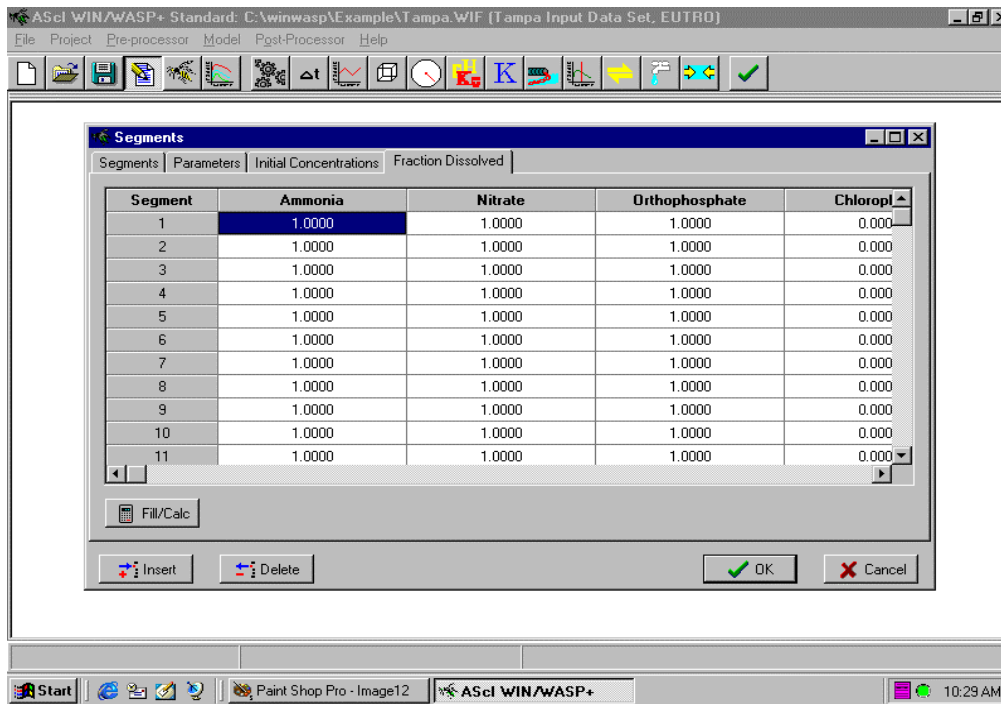 AScI WIN/WASP+ Standard: C:\winwasp\Example\Tampa.WIF (Tampa Input Data Set, EUTRO)
File Project Pre-processor Model Post-Processor Help
Δt K K
Segments
Segments Parameters Initial Concentrations Fraction Dissolved
Segment Ammonia Nitrate Orthophosphate Chloropl
1 1.0000 1.0000 1.0000 0.000
2 1.0000 1.0000 1.0000 0.000
3 1.0000 1.0000 1.0000 0.000
4 1.0000 1.0000 1.0000 0.000
5 1.0000 1.0000 1.0000 0.000
6 1.0000 1.0000 1.0000 0.000
7 1.0000 1.0000 1.0000 0.000
8 1.0000 1.0000 1.0000 0.000
9 1.0000 1.0000 1.0000 0.000
10 1.0000 1.0000 1.0000 0.000
11 1.0000 1.0000 1.0000 0.000
Fill/Calc
Insert Delete OK Cancel
Start Paint Shop Pro - Image12 AScI WIN/WASP+ 10:29 AM